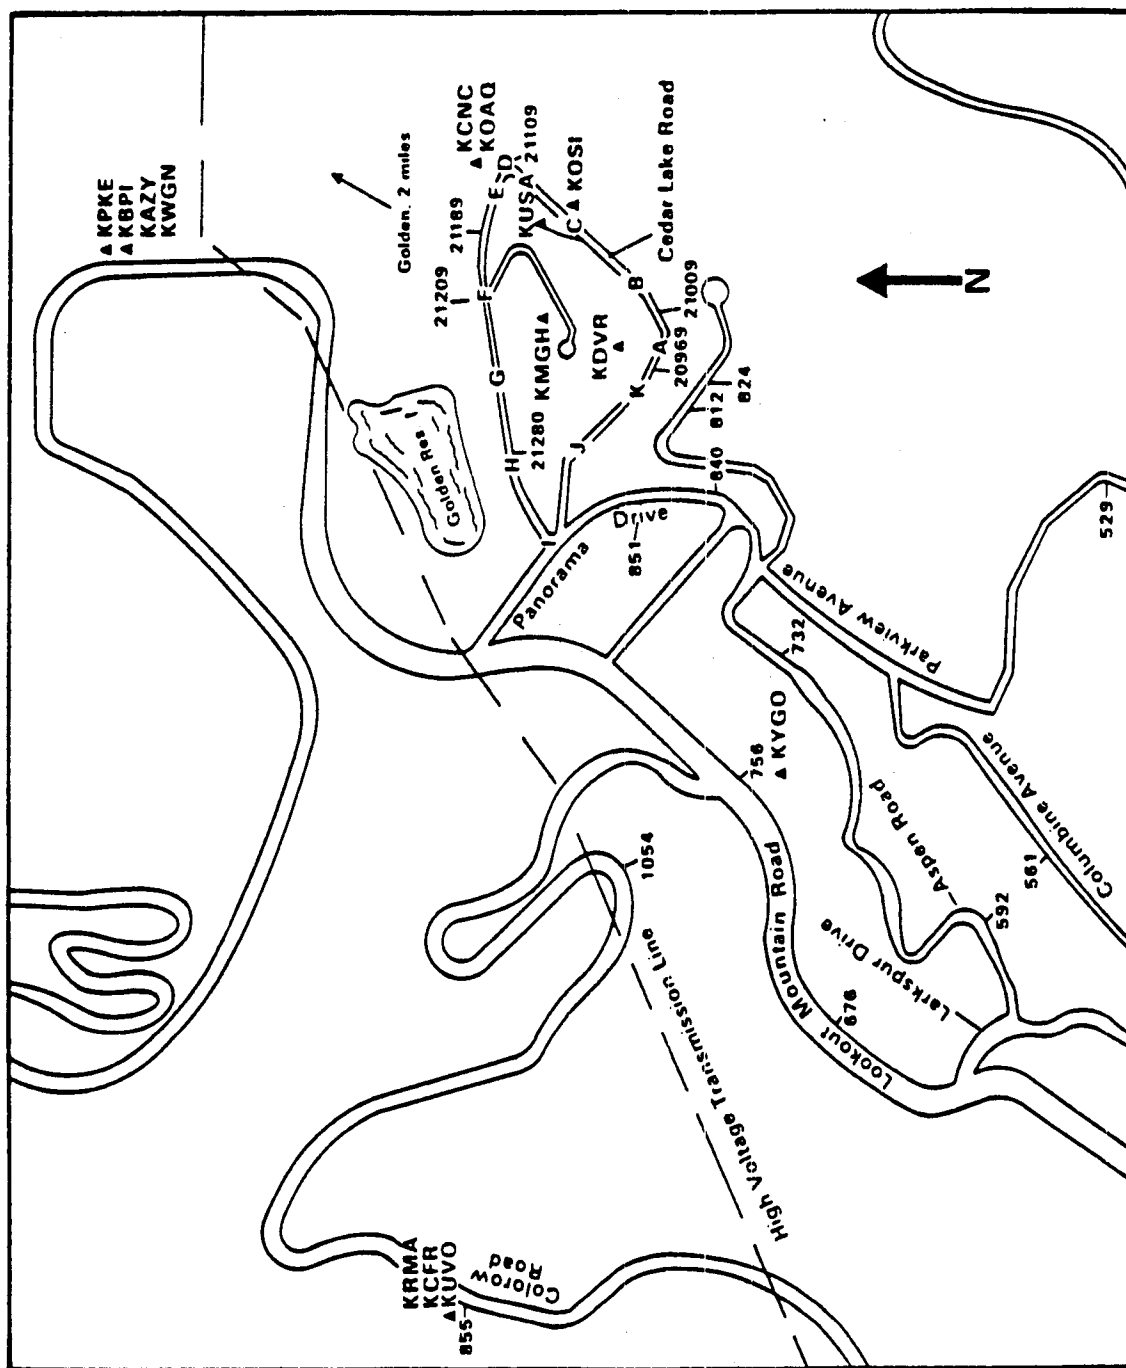 KPKE
KBPI
KAZY
KWGN
Golden, 2 miles
KCNC
KOAQ
21109
D
E
KUSA
C
KOSI
Cedar Lake Road
21189
21209
F
B
21009
KMGH
KDVR
A
20969
K
G
H
21280
J
I
Golden Res
812
824
840
Drive
851
Panorama
N
529
Parkview Avenue
732
756
KYGO
Aspen Road
Columbine Avenue
561
592
Larkspur Drive
Lookout Mountain Road
676
1054
High Voltage Transmission Line
KRMA
KCFR
KUVO
855
Colorow
Road